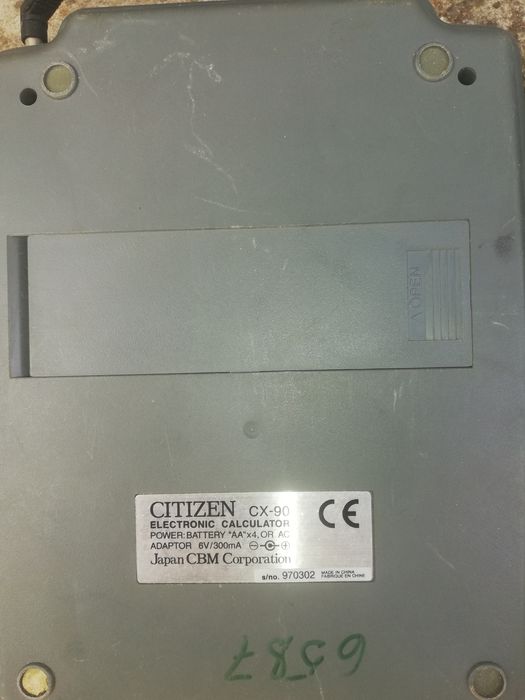 OPEN
CITIZEN CX-90
CE
ELECTRONIC CALCULATOR
POWER: BATTERY "AA"x4, OR AC
ADAPTOR 6V/300mA
Japan CBM Corporation
s/no. 970302 MADE IN CHINA
FABRIQUE EN CHINE
6587